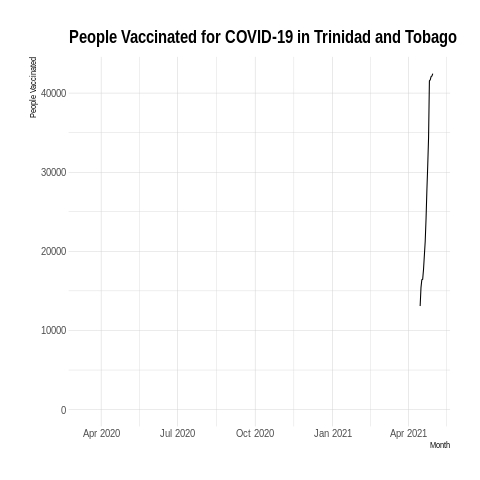 People Vaccinated for COVID-19 in Trinidad and Tobago
People Vaccinated
40000
30000
20000
10000
0
Apr 2020 Jul 2020 Oct 2020 Jan 2021 Apr 2021
Month